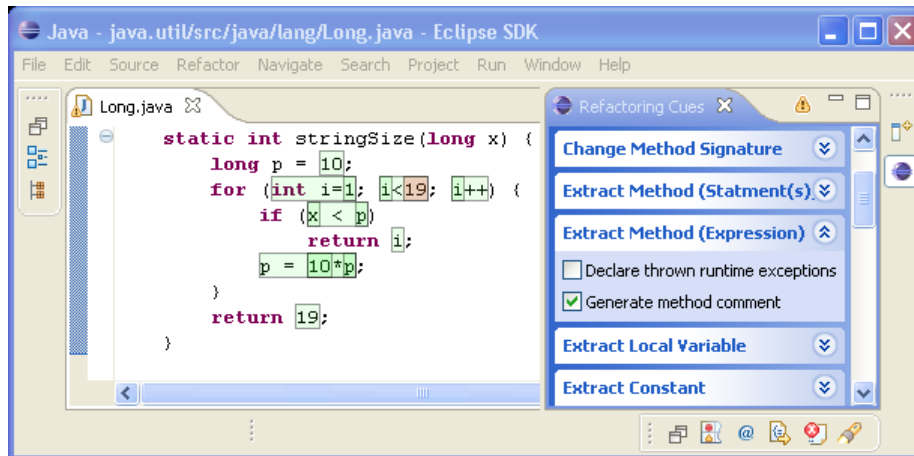 Java - java.util/src/java/lang/Long.java - Eclipse SDK
File Edit Source Refactor Navigate Search Project Run Window Help
Long.java
static int stringSize(long x) {
long p = 10;
for (int i=1; i<19; i++) {
if (x < p)
return i;
p = 10*p;
}
return 19;
}
Refactoring Cues
Change Method Signature
Extract Method (Statment(s)
Extract Method (Expression)
Declare thrown runtime exceptions
Generate method comment
Extract Local Variable
Extract Constant